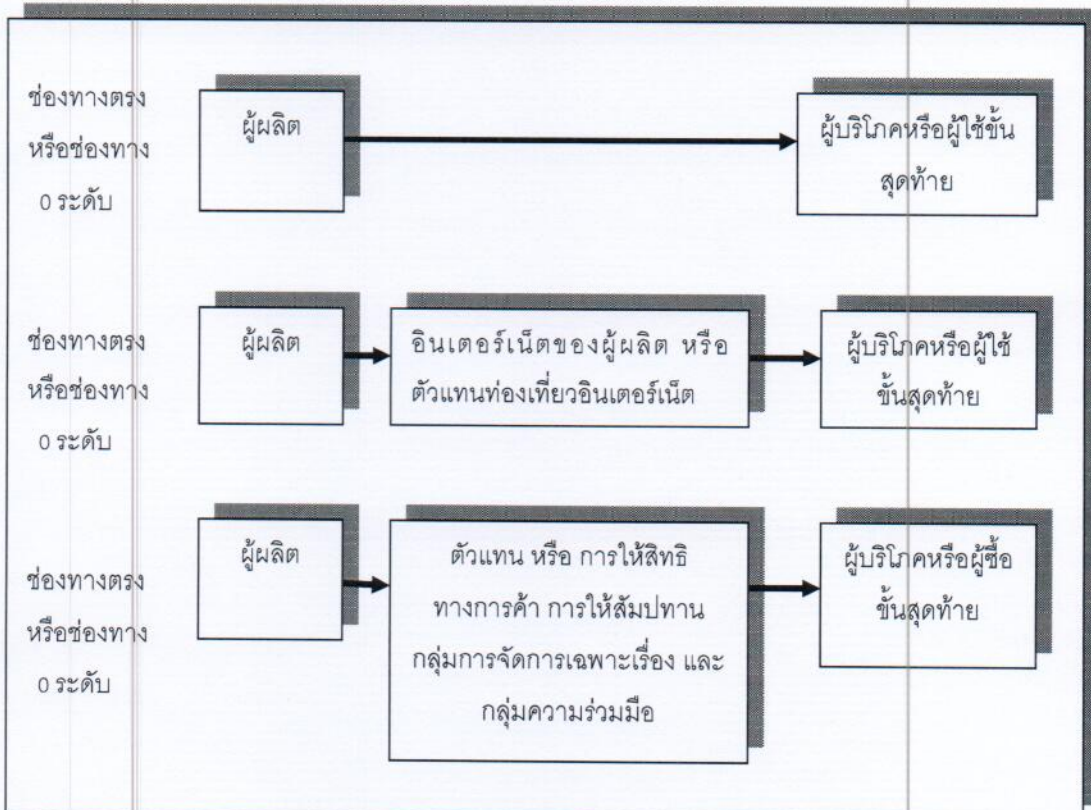 ช่องทางตรง
หรือช่องทาง
0 ระดับ
ผู้ผลิต
ผู้บริโภคหรือผู้ใช้ขั้น
สุดท้าย
ช่องทางตรง
หรือช่องทาง
0 ระดับ
ผู้ผลิต
อินเตอร์เน็ตของผู้ผลิต หรือ
ตัวแทนท่องเที่ยวอินเตอร์เน็ต
ผู้บริโภคหรือผู้ใช้
ขั้นสุดท้าย
ช่องทางตรง
หรือช่องทาง
0 ระดับ
ผู้ผลิต
ตัวแทน หรือ การให้สิทธิ
ทางการค้า การให้สัมปทาน
กลุ่มการจัดการเฉพาะเรื่อง และ
กลุ่มความร่วมมือ
ผู้บริโภคหรือผู้ซื้อ
ขั้นสุดท้าย